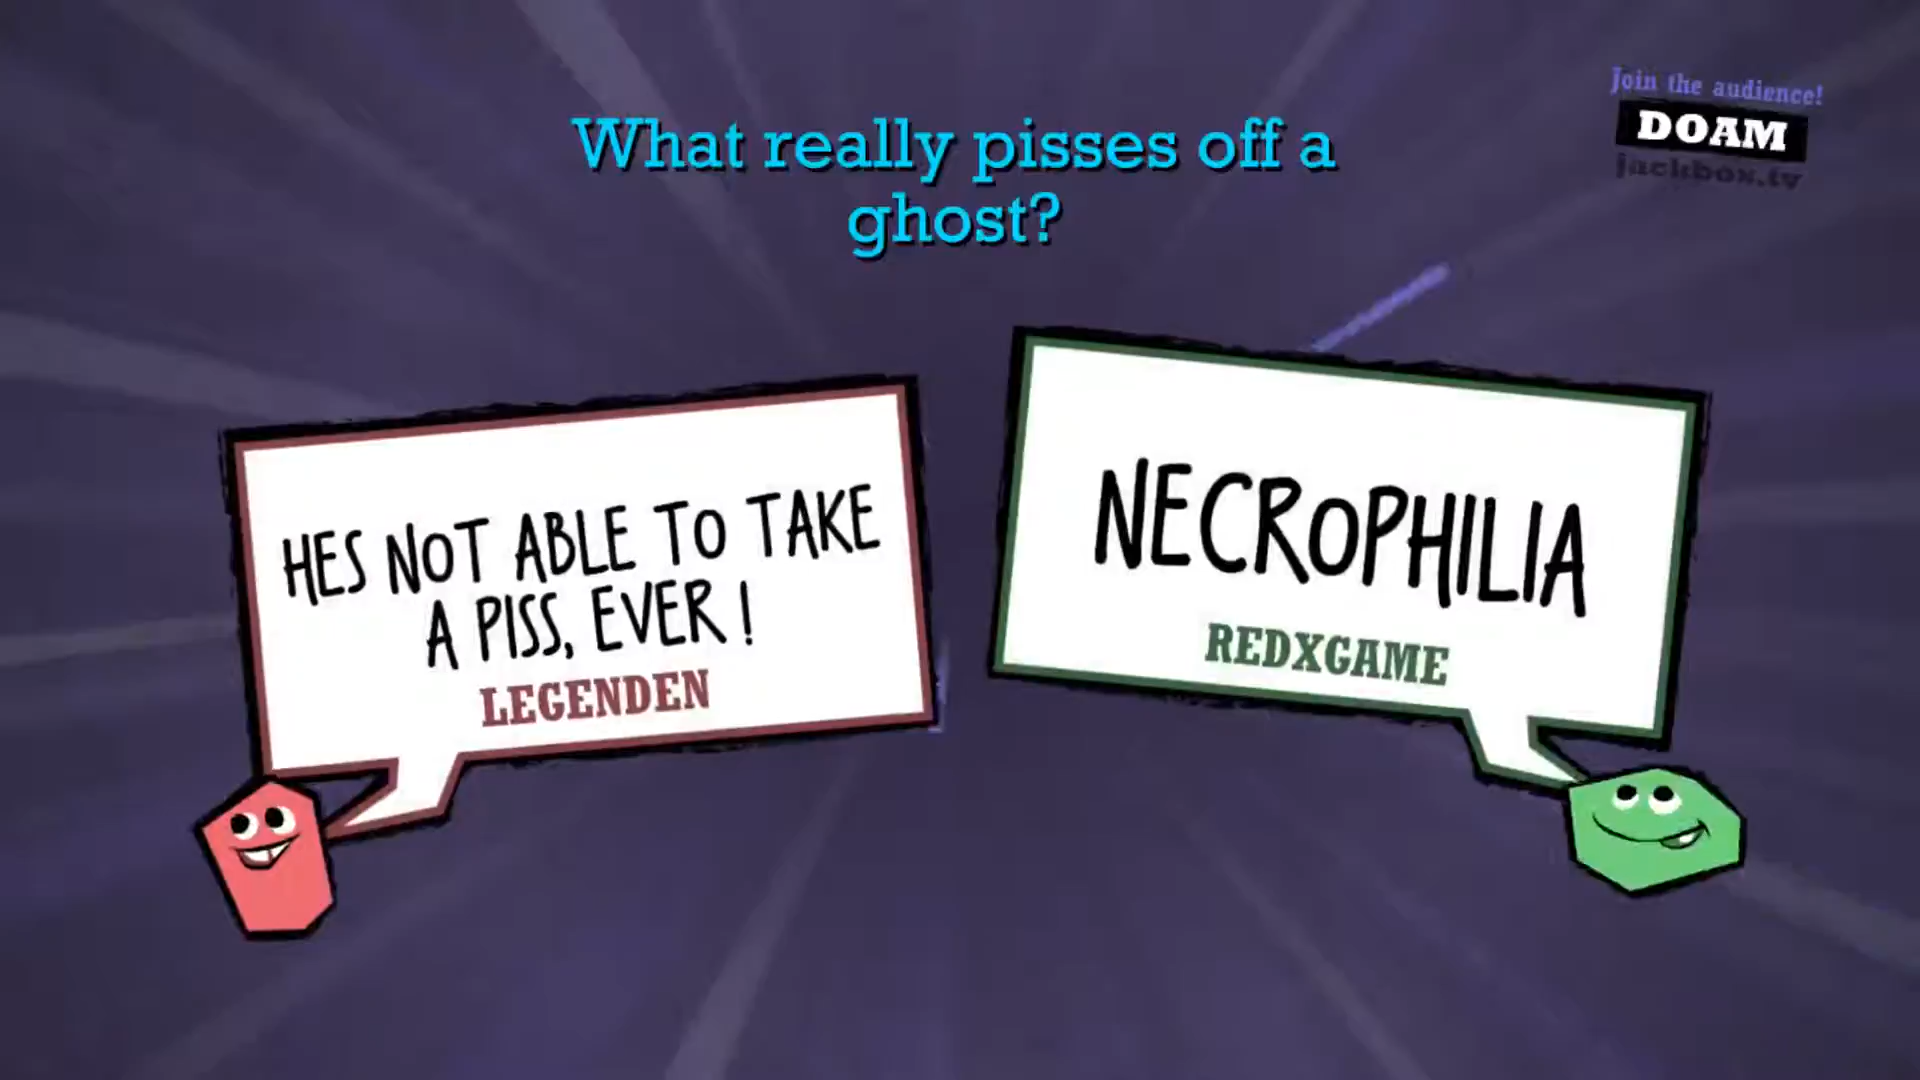 Join the audience!
DOAM
jackbox.tv
What really pisses off a
ghost?
HES NOT ABLE TO TAKE
A PISS, EVER !
LEGENDEN
NECROPHILIA
REDXGAME